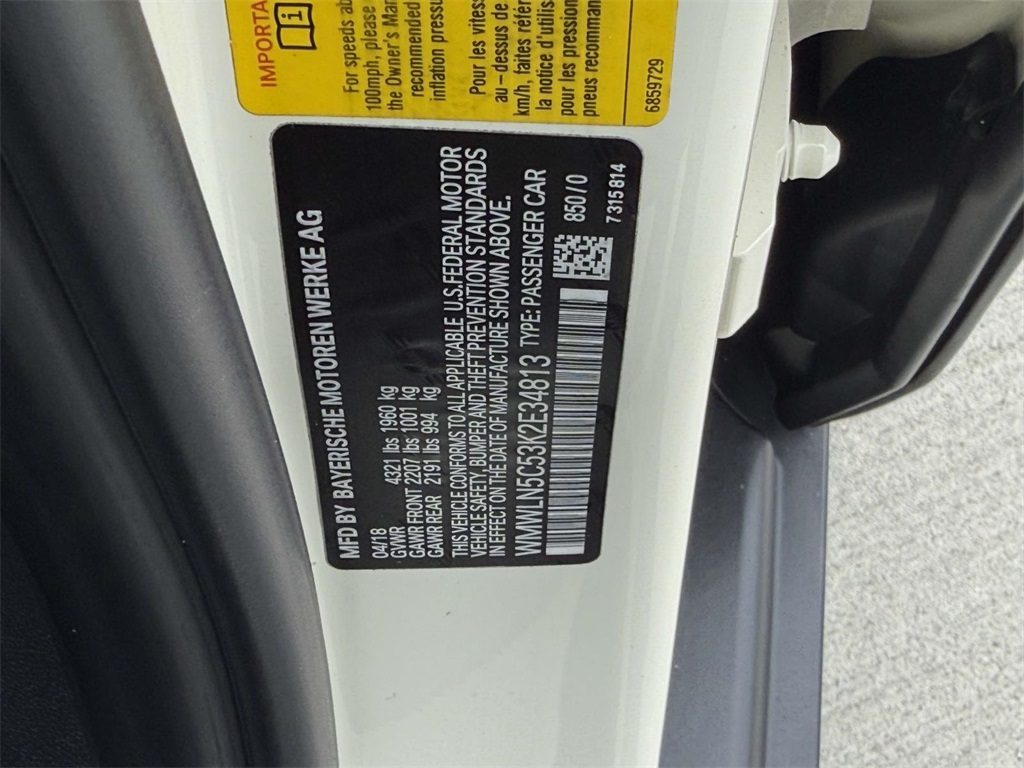 IMPORTA
For speeds ab
100mph, please
the Owner's Man
recommended
inflation pressu
Pour les vites
au - dessus de
km/h, faites référ
la notice d'utilis
pour les pression
pneus recomman
6859729
MFD BY BAYERISCHE MOTOREN WERKE AG
04/18
GVWR 4321 lbs 1960 kg
GAWR FRONT 2207 lbs 1001 kg
GAWR REAR 2191 lbs 994 kg
THIS VEHICLE CONFORMS TO ALL APPLICABLE U.S. FEDERAL MOTOR
VEHICLE SAFETY, BUMPER AND THEFT PREVENTION STANDARDS
IN EFFECT ON THE DATE OF MANUFACTURE SHOWN ABOVE.
WMWLN5C53K2E34813 TYPE: PASSENGER CAR
850/0
7315814